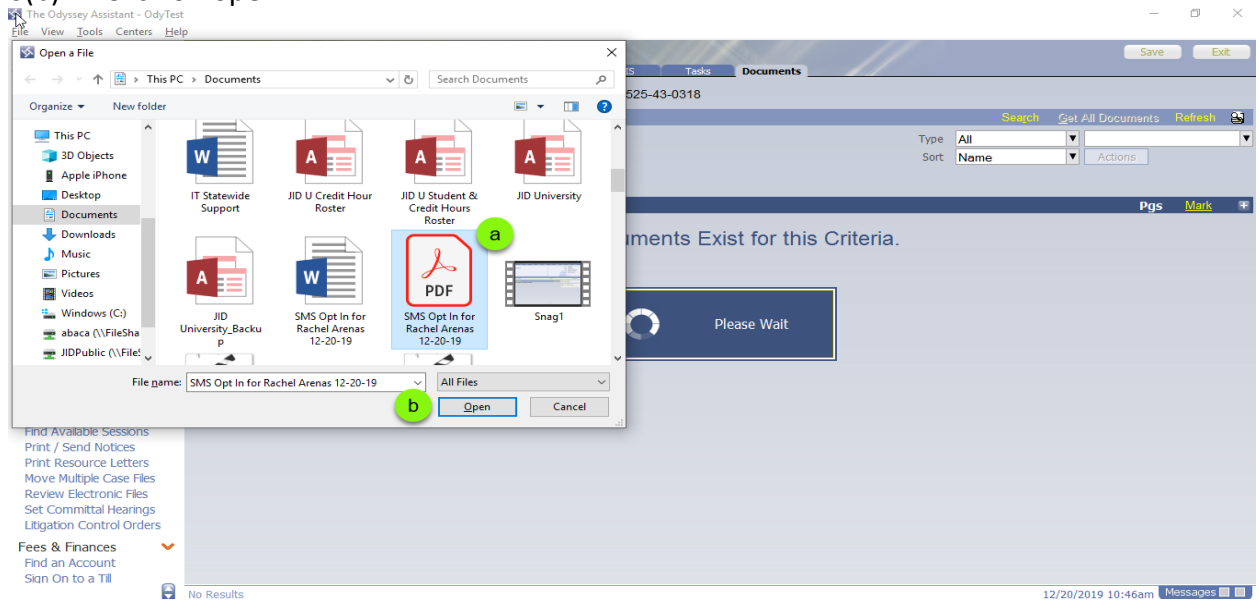 The Odyssey Assistant - OdyTest
File View Tools Centers Help
Open a File
This PC > Documents
Search Documents
Organize New folder
This PC
3D Objects
Apple iPhone
Desktop
Documents
Downloads
Music
Pictures
Videos
Windows (C:)
abaca (\\FileSha
JIDPublic (\\File
IT Statewide Support
JID U Credit Hour Roster
JID U Student & Credit Hours Roster
JID University
a
JID University_Backu p
SMS Opt In for Rachel Arenas 12-20-19
PDF
SMS Opt In for Rachel Arenas 12-20-19
Snag1
File name: SMS Opt In for Rachel Arenas 12-20-19
All Files
b
Open Cancel
Save Exit
Tasks Documents
525-43-0318
Search Get All Documents Refresh
Type All
Sort Name Actions
Pgs Mark
uments Exist for this Criteria.
Please Wait
Find Available Sessions
Print / Send Notices
Print Resource Letters
Move Multiple Case Files
Review Electronic Files
Set Committal Hearings
Litigation Control Orders
Fees & Finances
Find an Account
Sign On to a Till
No Results
12/20/2019 10:46am Messages